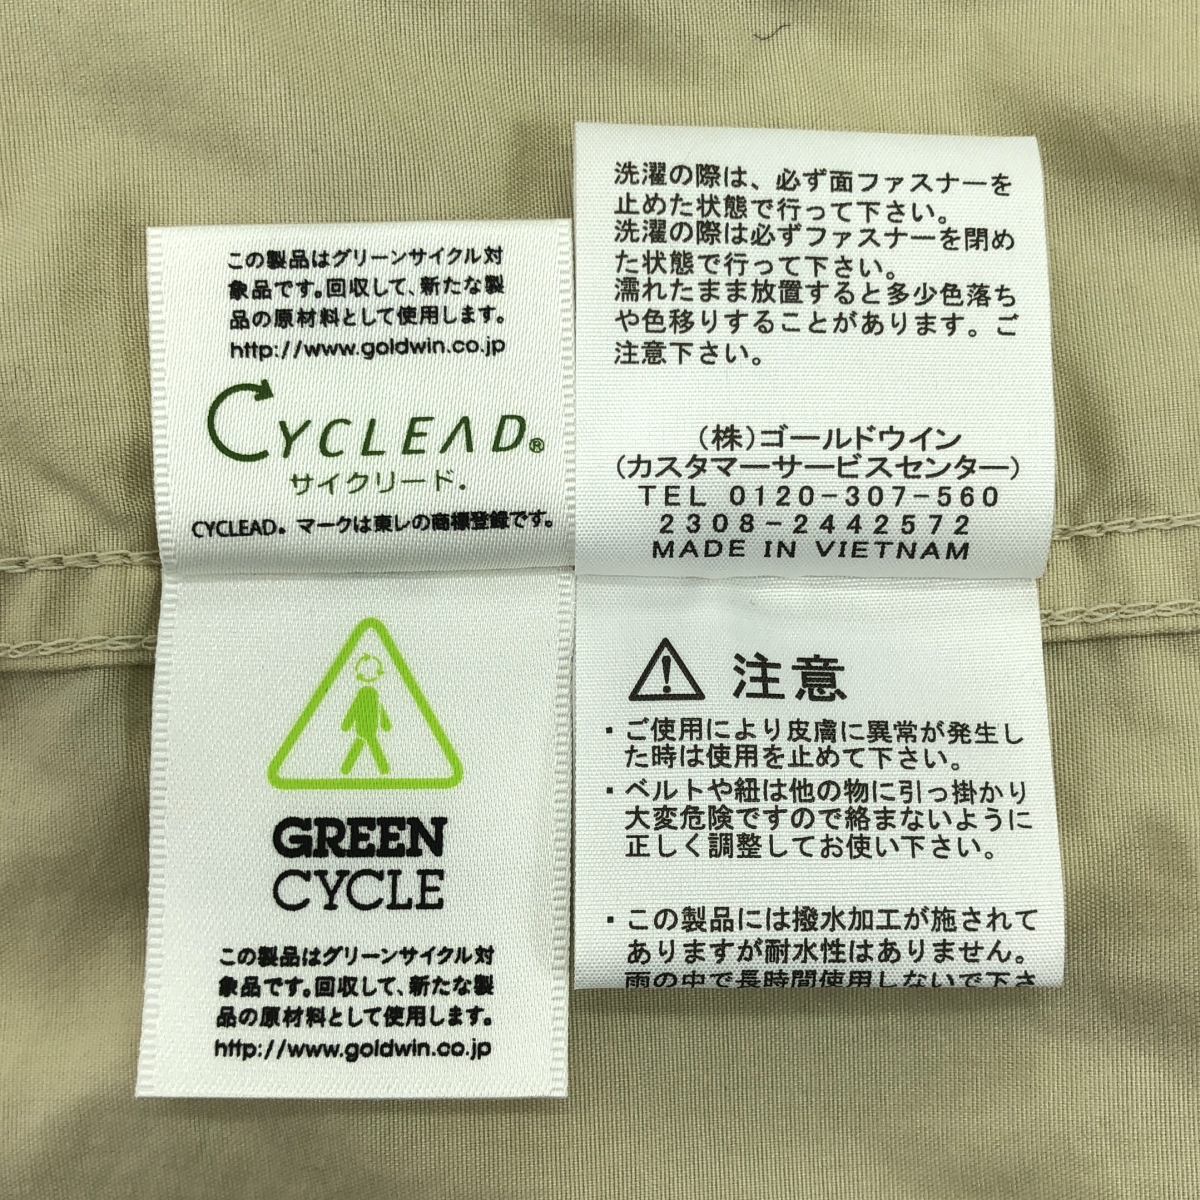 この製品はグリーンサイクル対
象品です。回収して、新たな製
品の原材料として使用します。
http://www.goldwin.co.jp
CYCLEAD®
サイクリード.
CYCLEAD。マークは東レの商標登録です。
GREEN
CYCLE
この製品はグリーンサイクル対
象品です。回収して、新たな製
品の原材料として使用します。
http://www.goldwin.co.jp
洗濯の際は、必ず面ファスナーを
止めた状態で行って下さい。
洗濯の際は必ずファスナーを閉め
た状態で行って下さい。
濡れたまま放置すると多少色落ち
や色移りすることがあります。ご
注意下さい。
(株)ゴールドウイン
(カスタマーサービスセンター)
TEL 0120-307-560
2308-2442572
MADE IN VIETNAM
注意
・ご使用により皮膚に異常が発生し
た時は使用を止めて下さい。
・ベルトや紐は他の物に引っ掛かり
大変危険ですので絡まないように
正しく調整してお使い下さい。
・この製品には撥水加工が施されて
ありますが耐水性はありません。
雨の中で長時間使用しないで下さ